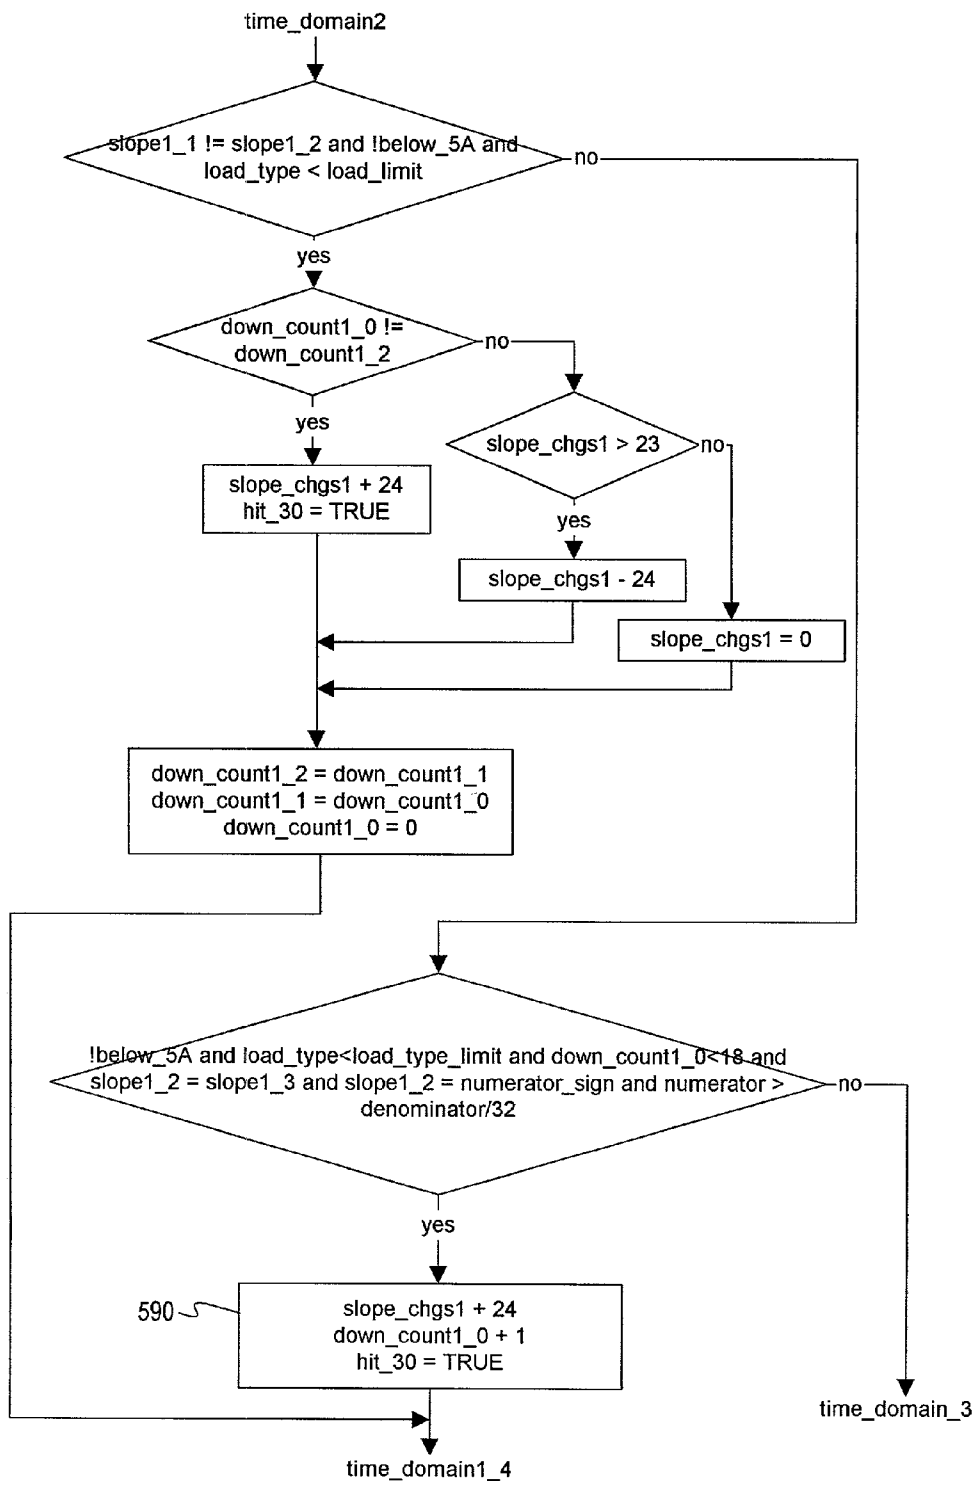 time_domain2
slope1_1 != slope1_2 and !below_5A and
load_type < load_limit
no
yes
down_count1_0 !=
down_count1_2
no
yes
slope_chgs1 > 23
no
slope_chgs1 + 24
hit_30 = TRUE
yes
slope_chgs1 - 24
slope_chgs1 = 0
down_count1_2 = down_count1_1
down_count1_1 = down_count1_0
down_count1_0 = 0
!below_5A and load_type<load_type_limit and down_count1_0<18 and
slope1_2 = slope1_3 and slope1_2 = numerator_sign and numerator >
denominator/32
no
yes
590
slope_chgs1 + 24
down_count1_0 + 1
hit_30 = TRUE
time_domain_3
time_domain1_4